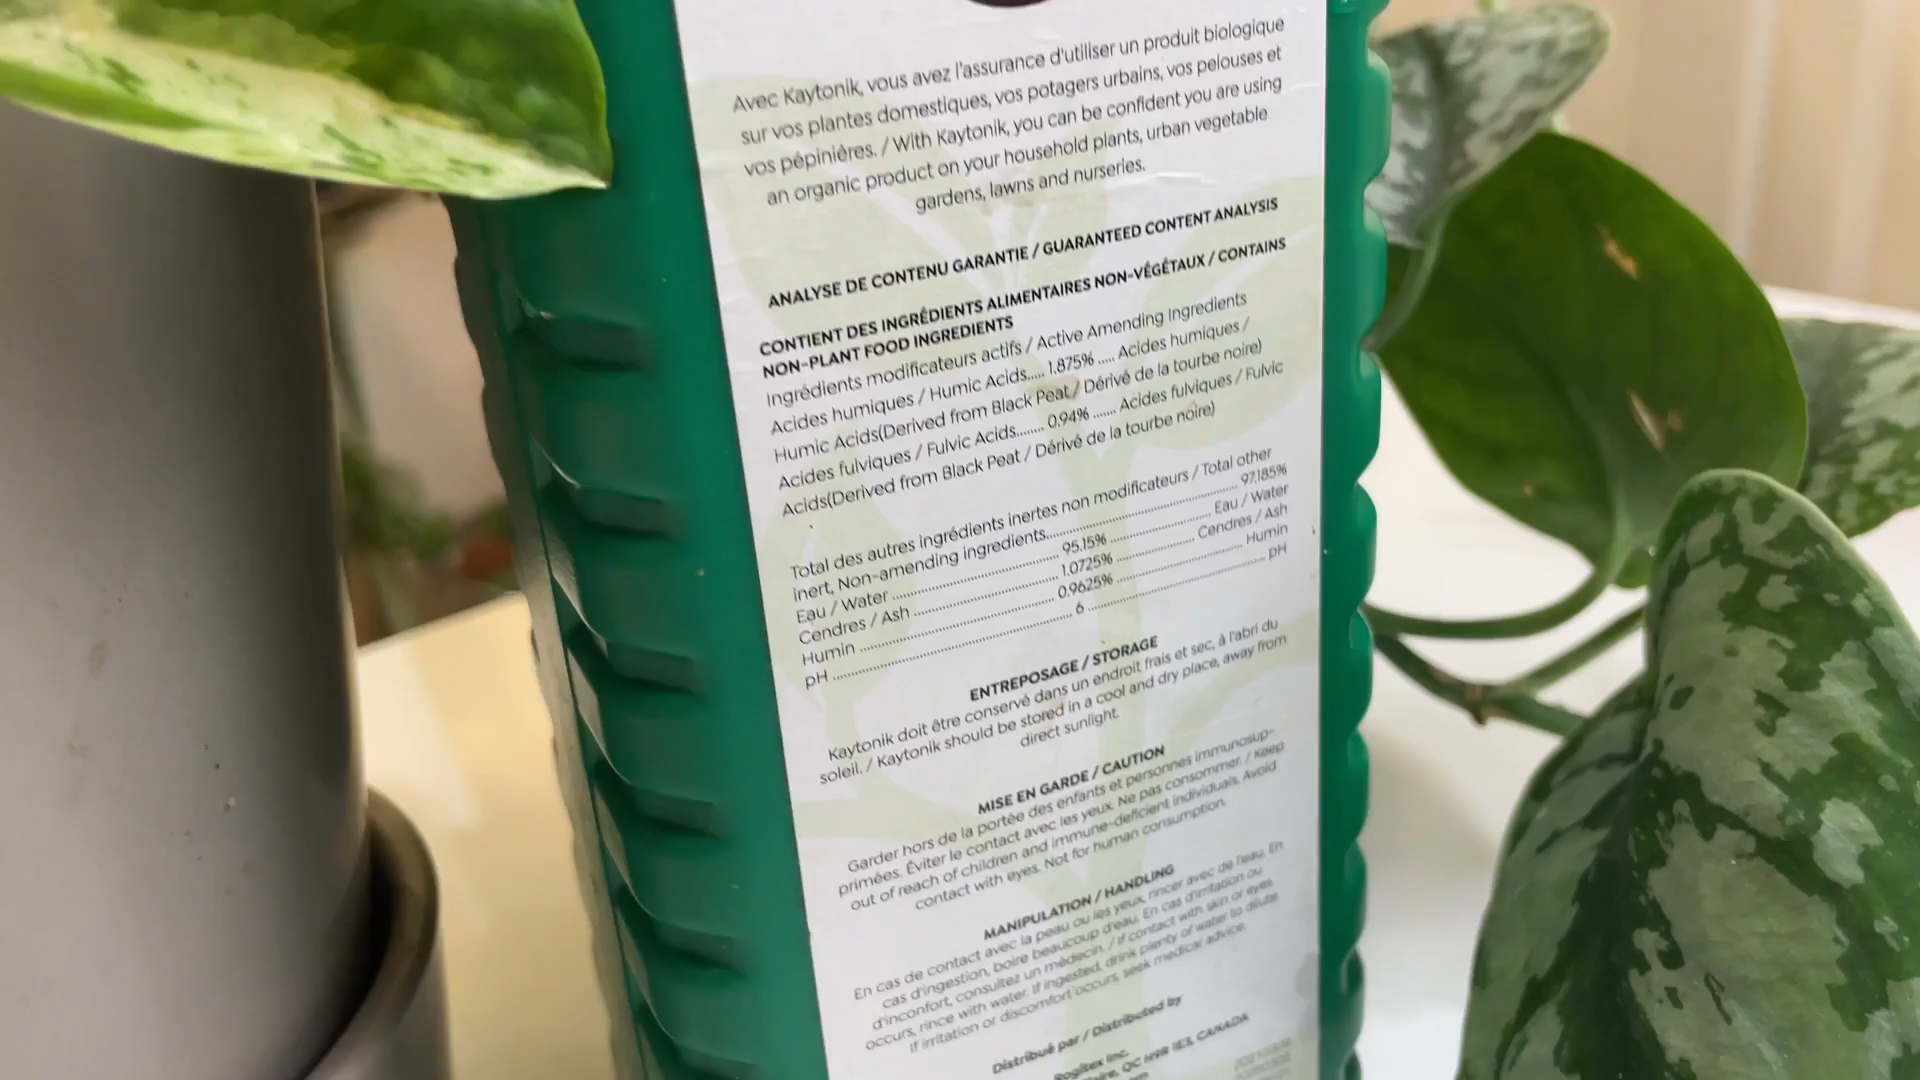 Avec Kaytonik, vous avez l'assurance d'utiliser un produit biologique
sur vos plantes domestiques, vos potagers urbains, vos pelouses et
vos pépinières. / With Kaytonik, you can be confident you are using
an organic product on your household plants, urban vegetable
gardens, lawns and nurseries.
ANALYSE DE CONTENU GARANTIE / GUARANTEED CONTENT ANALYSIS
CONTIENT DES INGRÉDIENTS ALIMENTAIRES NON-VÉGÉTAUX / CONTAINS
NON-PLANT FOOD INGREDIENTS
Ingrédients modificateurs actifs / Active Amending Ingredients
Acides humiques / Humic Acids..... 1.875% ..... Acides humiques /
Humic Acids(Derived from Black Peat / Dérivé de la tourbe noire)
Acides fulviques / Fulvic Acids........ 0.94% ....... Acides fulviques / Fulvic
Acids(Derived from Black Peat / Dérivé de la tourbe noire)
Total des autres ingrédients inertes non modificateurs / Total other
inert, Non-amending ingredients.................................................. 97.185%
Eau / Water ............................................ 95.15% .......................... Eau / Water
Cendres / Ash ...................................... 1.0725% .................... Cendres / Ash
Humin .................................................. 0.9625% ................................ Humin
pH ............................................................... 6 ............................................ pH
ENTREPOSAGE / STORAGE
Kaytonik doit être conservé dans un endroit frais et sec, à l'abri du
soleil. / Kaytonik should be stored in a cool and dry place, away from
direct sunlight.
MISE EN GARDE / CAUTION
Garder hors de la portée des enfants et personnes immunosup-
primées. Éviter le contact avec les yeux. Ne pas consommer. / Keep
out of reach of children and immune-deficient individuals. Avoid
contact with eyes. Not for human consumption.
MANIPULATION / HANDLING
En cas de contact avec la peau ou les yeux, rincer avec de l'eau. En
cas d'ingestion, boire beaucoup d'eau. En cas d'irritation ou
d'inconfort, consultez un médecin. / If contact with skin or eyes
occurs, rince with water. If ingested, drink plenty of water to dilute
If irritation or discomfort occurs, seek medical advice.
Distribué par / Distributed by
Rogitex Inc.
QC H9R 1E3, CANADA